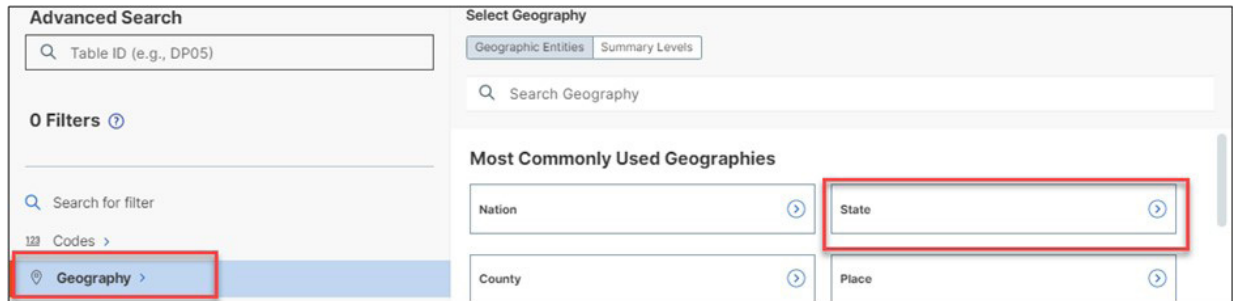 Advanced Search
Table ID (e.g., DP05)
0 Filters
Search for filter
123 Codes >
Geography >
Select Geography
Geographic Entities Summary Levels
Search Geography
Most Commonly Used Geographies
Nation
State
County
Place